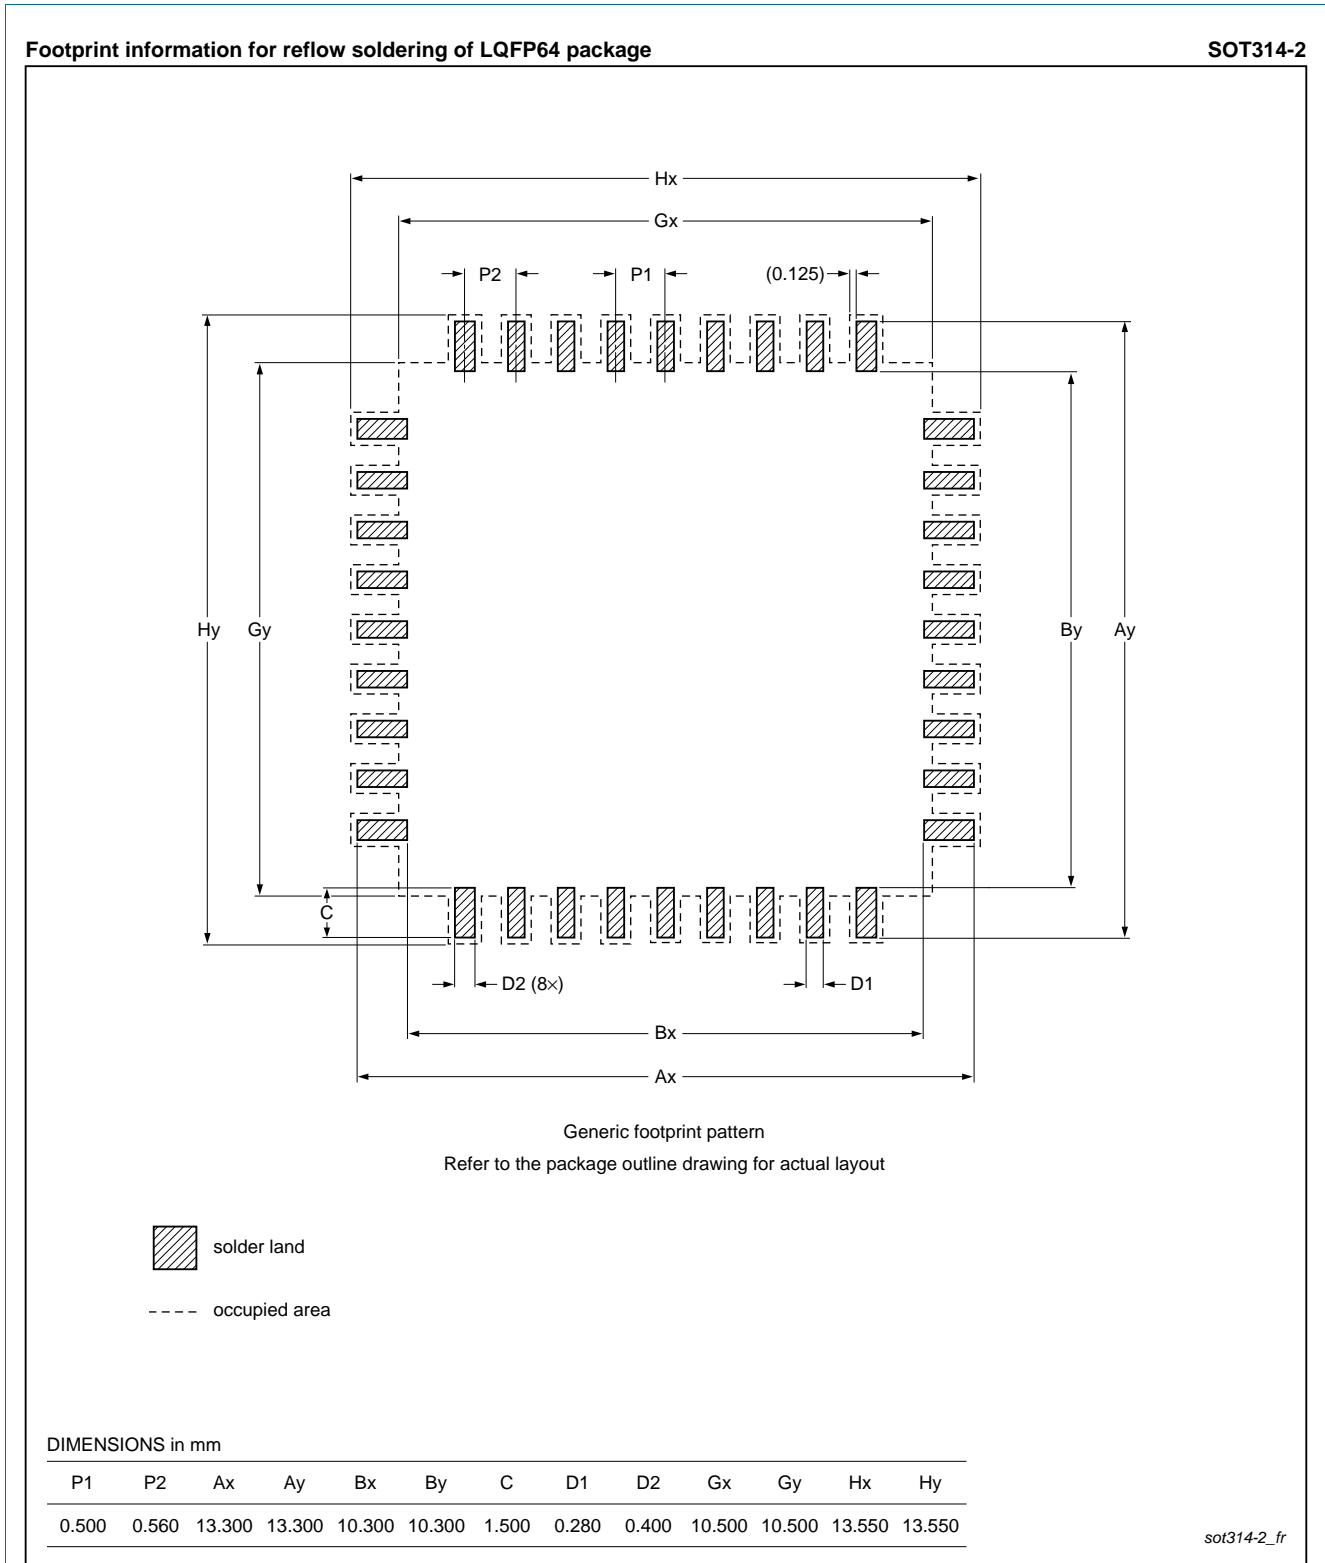 Footprint information for reflow soldering of LQFP64 package SOT314-2
Hx
Gx
P2 P1 (0.125)
Hy Gy By Ay
C
D2 (8×) D1
Bx
Ax
Generic footprint pattern
Refer to the package outline drawing for actual layout
solder land
occupied area
DIMENSIONS in mm
P1 P2 Ax Ay Bx By C D1 D2 Gx Gy Hx Hy
0.500 0.560 13.300 13.300 10.300 10.300 1.500 0.280 0.400 10.500 10.500 13.550 13.550
sot314-2_fr